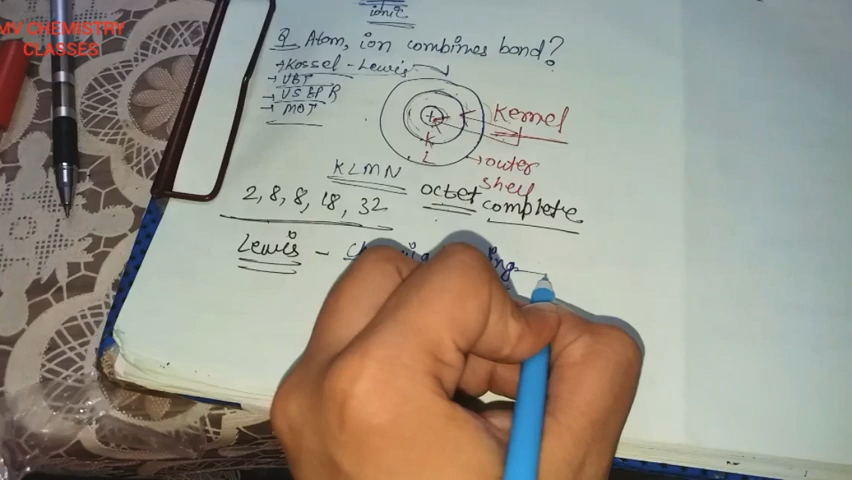 MV CHEMISTRY
CLASSES
ionic
Q Atom, ion combines bond?
→ Kossel - Lewis
→ VBT
→ VSEPR
→ MOT
Kernel
+
K
L
→ outer
shell
KLMN
octet
complete
2, 8, 8, 18, 32
Lewis -